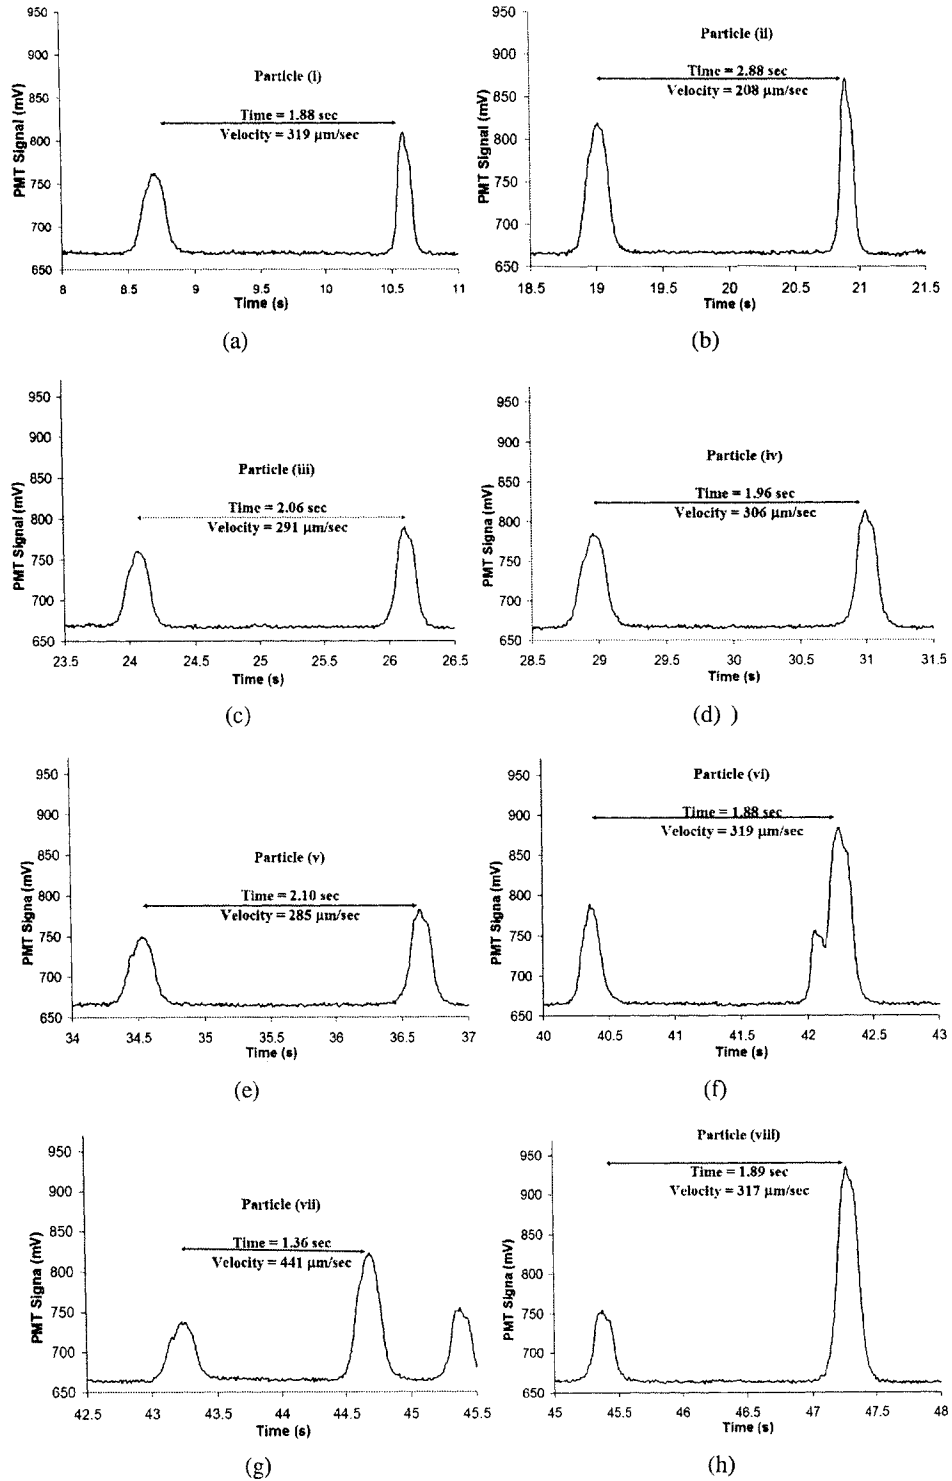 950
900
850
800
750
700
650
PMT Signal (mV)
Particle (i)
Time = 1.88 sec
Velocity = 319 µm/sec
8 8.5 9 9.5 10 10.5 11
Time (s)
(a)
950
900
850
800
750
700
650
PMT Signal (mV)
Particle (ii)
Time = 2.88 sec
Velocity = 208 µm/sec
18.5 19 19.5 20 20.5 21 21.5
Time (s)
(b)
950
900
850
800
750
700
650
PMT Signal (mV)
Particle (iii)
Time = 2.06 sec
Velocity = 291 µm/sec
23.5 24 24.5 25 25.5 26 26.5
Time (s)
(c)
950
900
850
800
750
700
650
PMT Signa (mV)
Particle (iv)
Time = 1.96 sec
Velocity = 306 µm/sec
28.5 29 29.5 30 30.5 31 31.5
Time (s)
(d) )
950
900
850
800
750
700
650
PMT Signa (mV)
Particle (v)
Time = 2.10 sec
Velocity = 285 µm/sec
34 34.5 35 35.5 36 36.5 37
Time (s)
(e)
950
900
850
800
750
700
650
PMT Signa (mV)
Particle (vi)
Time = 1.88 sec
Velocity = 319 µm/sec
40 40.5 41 41.5 42 42.5 43
Time (s)
(f)
950
900
850
800
750
700
650
PMT Signa (mV)
Particle (vii)
Time = 1.36 sec
Velocity = 441 µm/sec
42.5 43 43.5 44 44.5 45 45.5
Time (s)
(g)
950
900
850
800
750
700
650
PMT Signa (mV)
Particle (viii)
Time = 1.89 sec
Velocity = 317 µm/sec
45 45.5 46 46.5 47 47.5 48
Time (s)
(h)